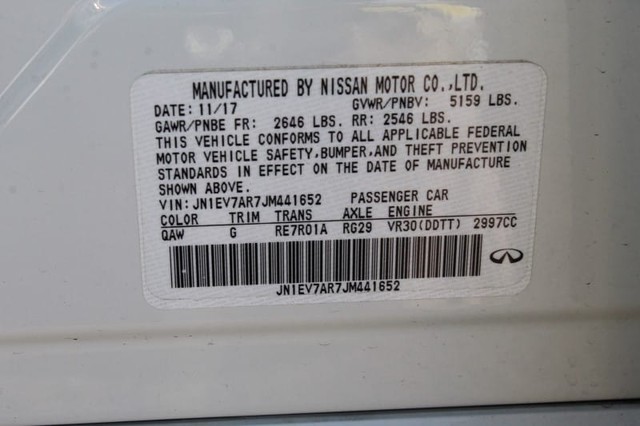 MANUFACTURED BY NISSAN MOTOR CO.,LTD.
DATE: 11/17 GVWR/PNBV: 5159 LBS.
GAWR/PNBE FR: 2646 LBS. RR: 2546 LBS.
THIS VEHICLE CONFORMS TO ALL APPLICABLE FEDERAL
MOTOR VEHICLE SAFETY,BUMPER,AND THEFT PREVENTION
STANDARDS IN EFFECT ON THE DATE OF MANUFACTURE
SHOWN ABOVE.
VIN: JN1EV7AR7JM441652 PASSENGER CAR
COLOR TRIM TRANS AXLE ENGINE
QAW G RE7R01A RG29 VR30(DDTT) 2997CC
JN1EV7AR7JM441652